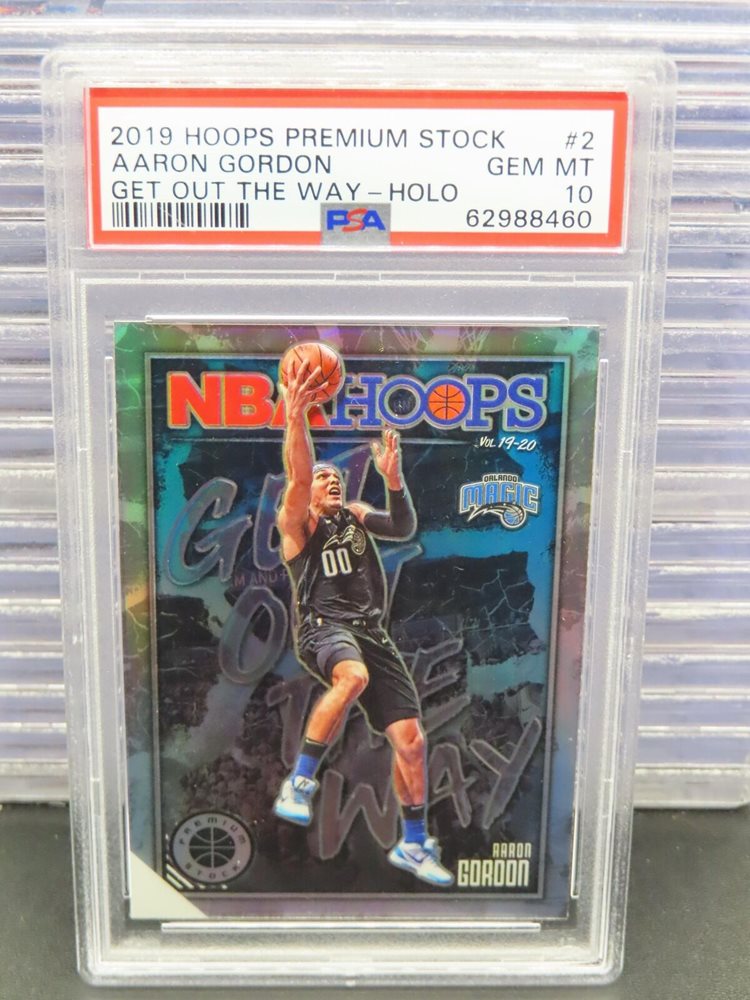 2019 HOOPS PREMIUM STOCK #2
AARON GORDON GEM MT
GET OUT THE WAY-HOLO 10
PSA 62988460
NBA HOOPS
VOL 19-20
ORLANDO
MAGIC
GET
OUT
THE
WAY
00
PREMIUM
STOCK
AARON
GORDON